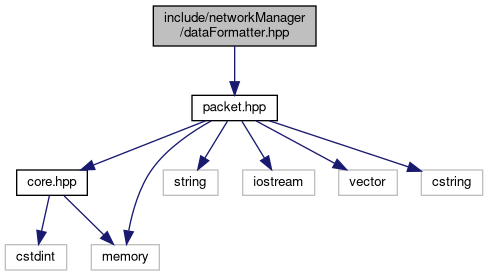 include/networkManager
/dataFormatter.hpp
packet.hpp
core.hpp
string
iostream
vector
cstring
cstdint
memory